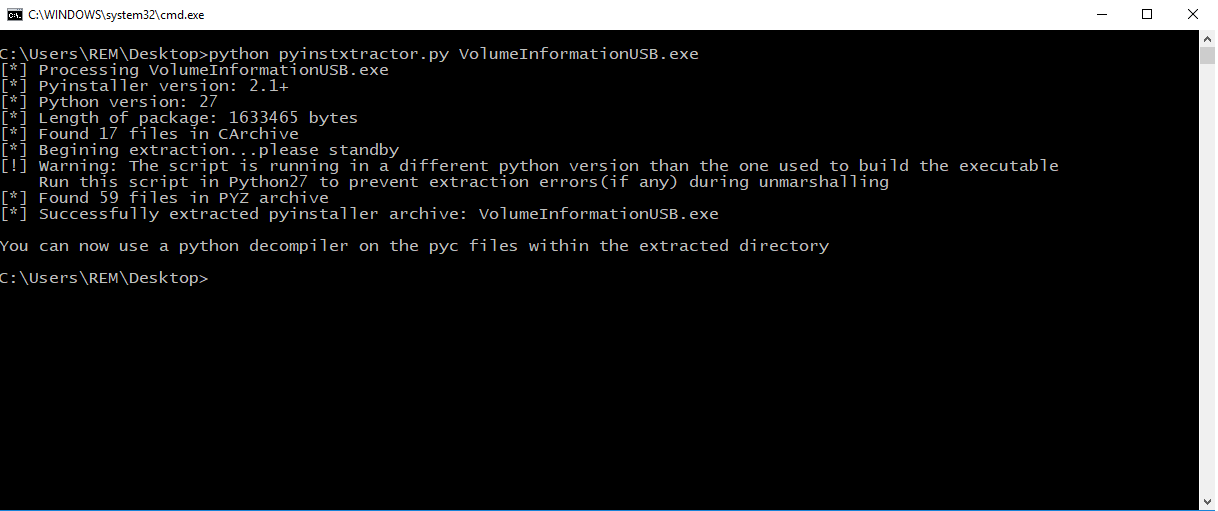 C:\WINDOWS\system32\cmd.exe
C:\Users\REM\Desktop>python pyinstxtractor.py VolumeInformationUSB.exe
[*] Processing VolumeInformationUSB.exe
[*] Pyinstaller version: 2.1+
[*] Python version: 27
[*] Length of package: 1633465 bytes
[*] Found 17 files in CArchive
[*] Begining extraction...please standby
[!] Warning: The script is running in a different python version than the one used to build the executable
    Run this script in Python27 to prevent extraction errors(if any) during unmarshalling
[*] Found 59 files in PYZ archive
[*] Successfully extracted pyinstaller archive: VolumeInformationUSB.exe
You can now use a python decompiler on the pyc files within the extracted directory
C:\Users\REM\Desktop>